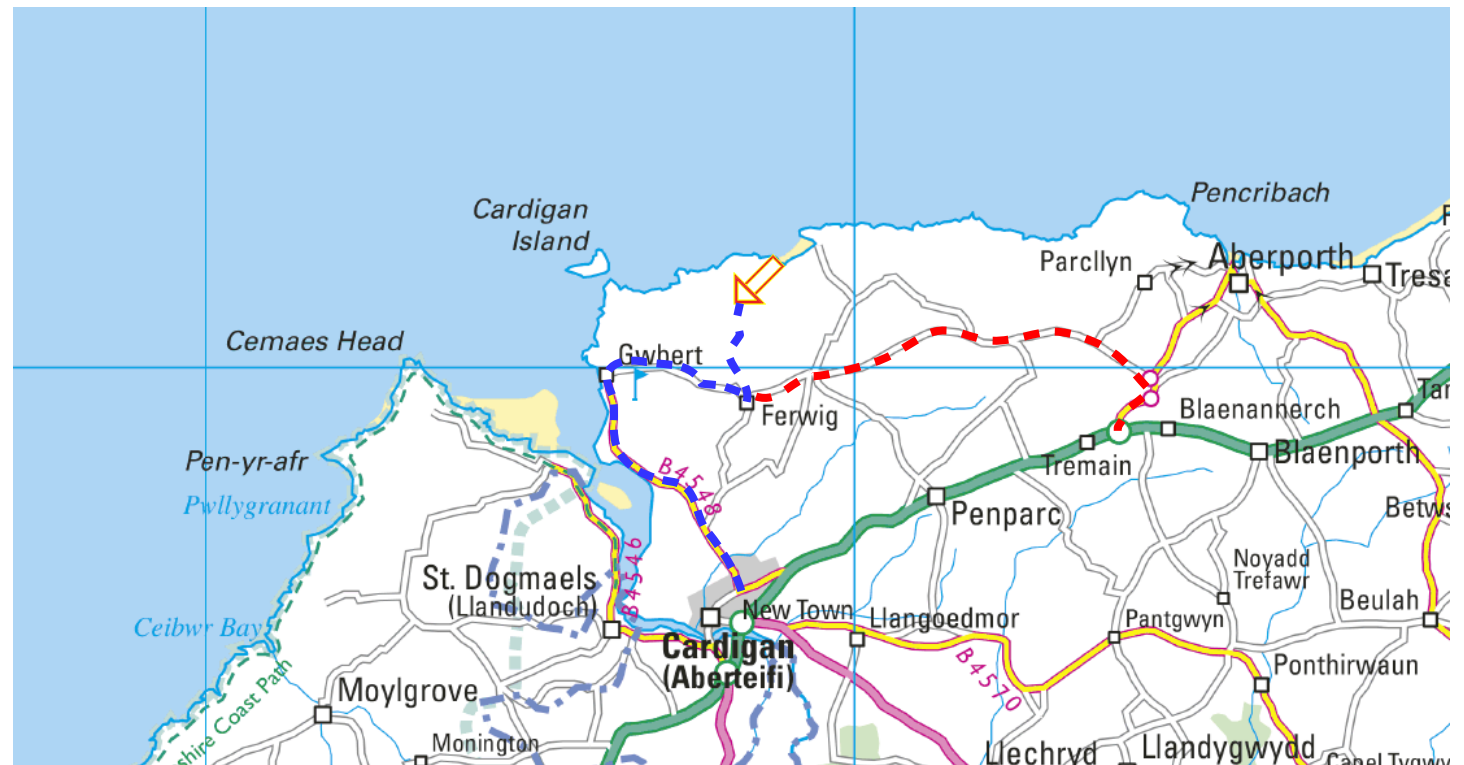 Pencribach
Cardigan
Island
Aberporth
Parcllyn
Tresa
Cemaes Head
Gwbert
Ferwig
Tan
Blaenannerch
Tremain
Blaenporth
Pen-yr-afr
Pwllygranant
B4548
Penparc
Betws
B4546
St. Dogmaels
(Llandudoch)
Noyadd
Trefawr
Beulah
New Town
Llangoedmor
Pantgwyn
Ceibwr Bay
Cardigan
(Aberteifi)
B4570
Ponthirwaun
Moylgrove
shire Coast Path
Monington
Llechryd
Llandygwydd
Capel Tygwy